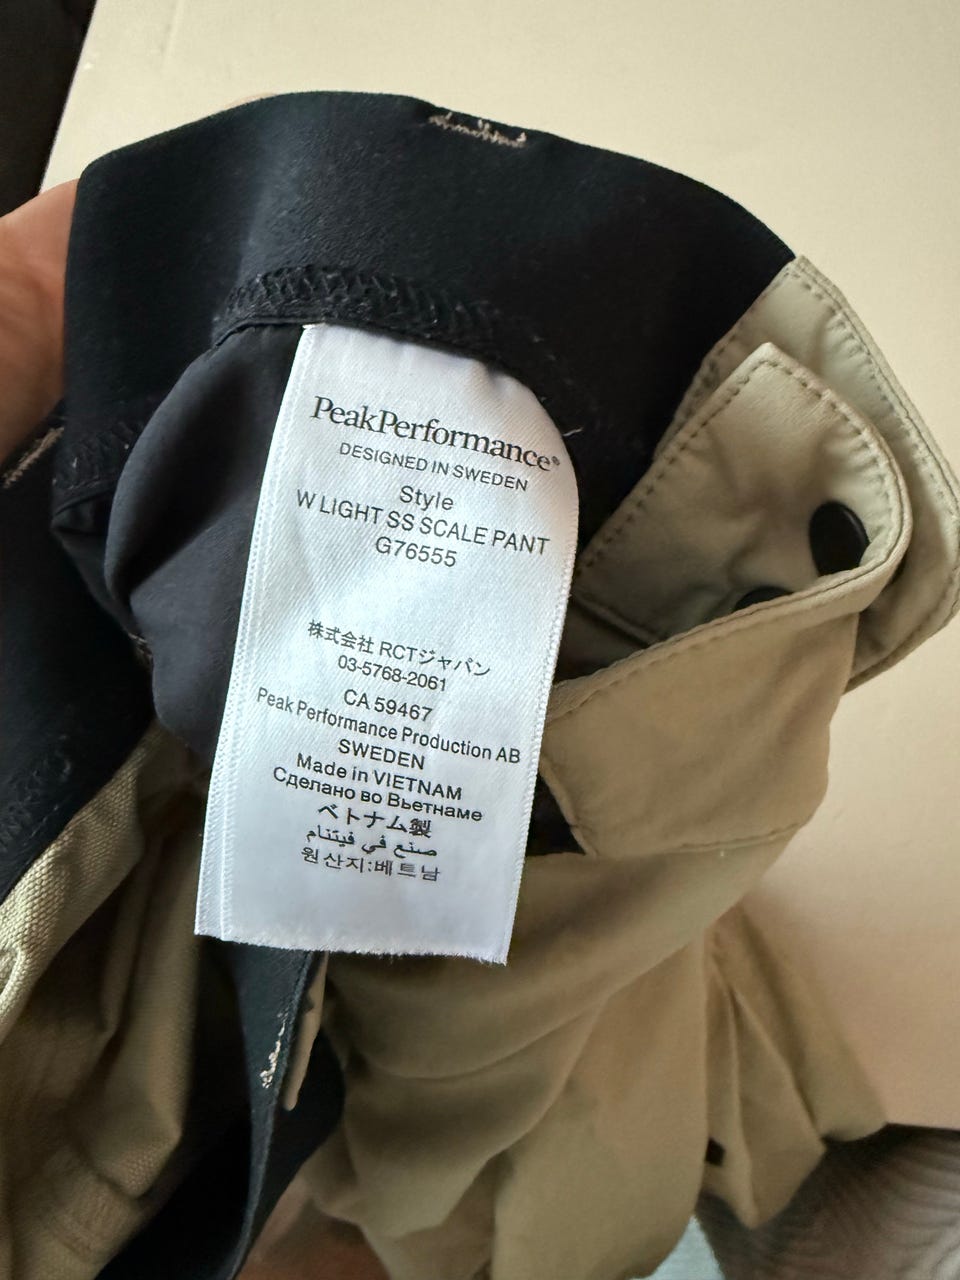 PeakPerformance®
DESIGNED IN SWEDEN
Style
W LIGHT SS SCALE PANT
G76555
株式会社 RCTジャパン
03-5768-2061
CA 59467
Peak Performance Production AB
SWEDEN
Made in VIETNAM
Сделано во Вьетнаме
ベトナム製
صنع في فيتنام
원산지:베트남